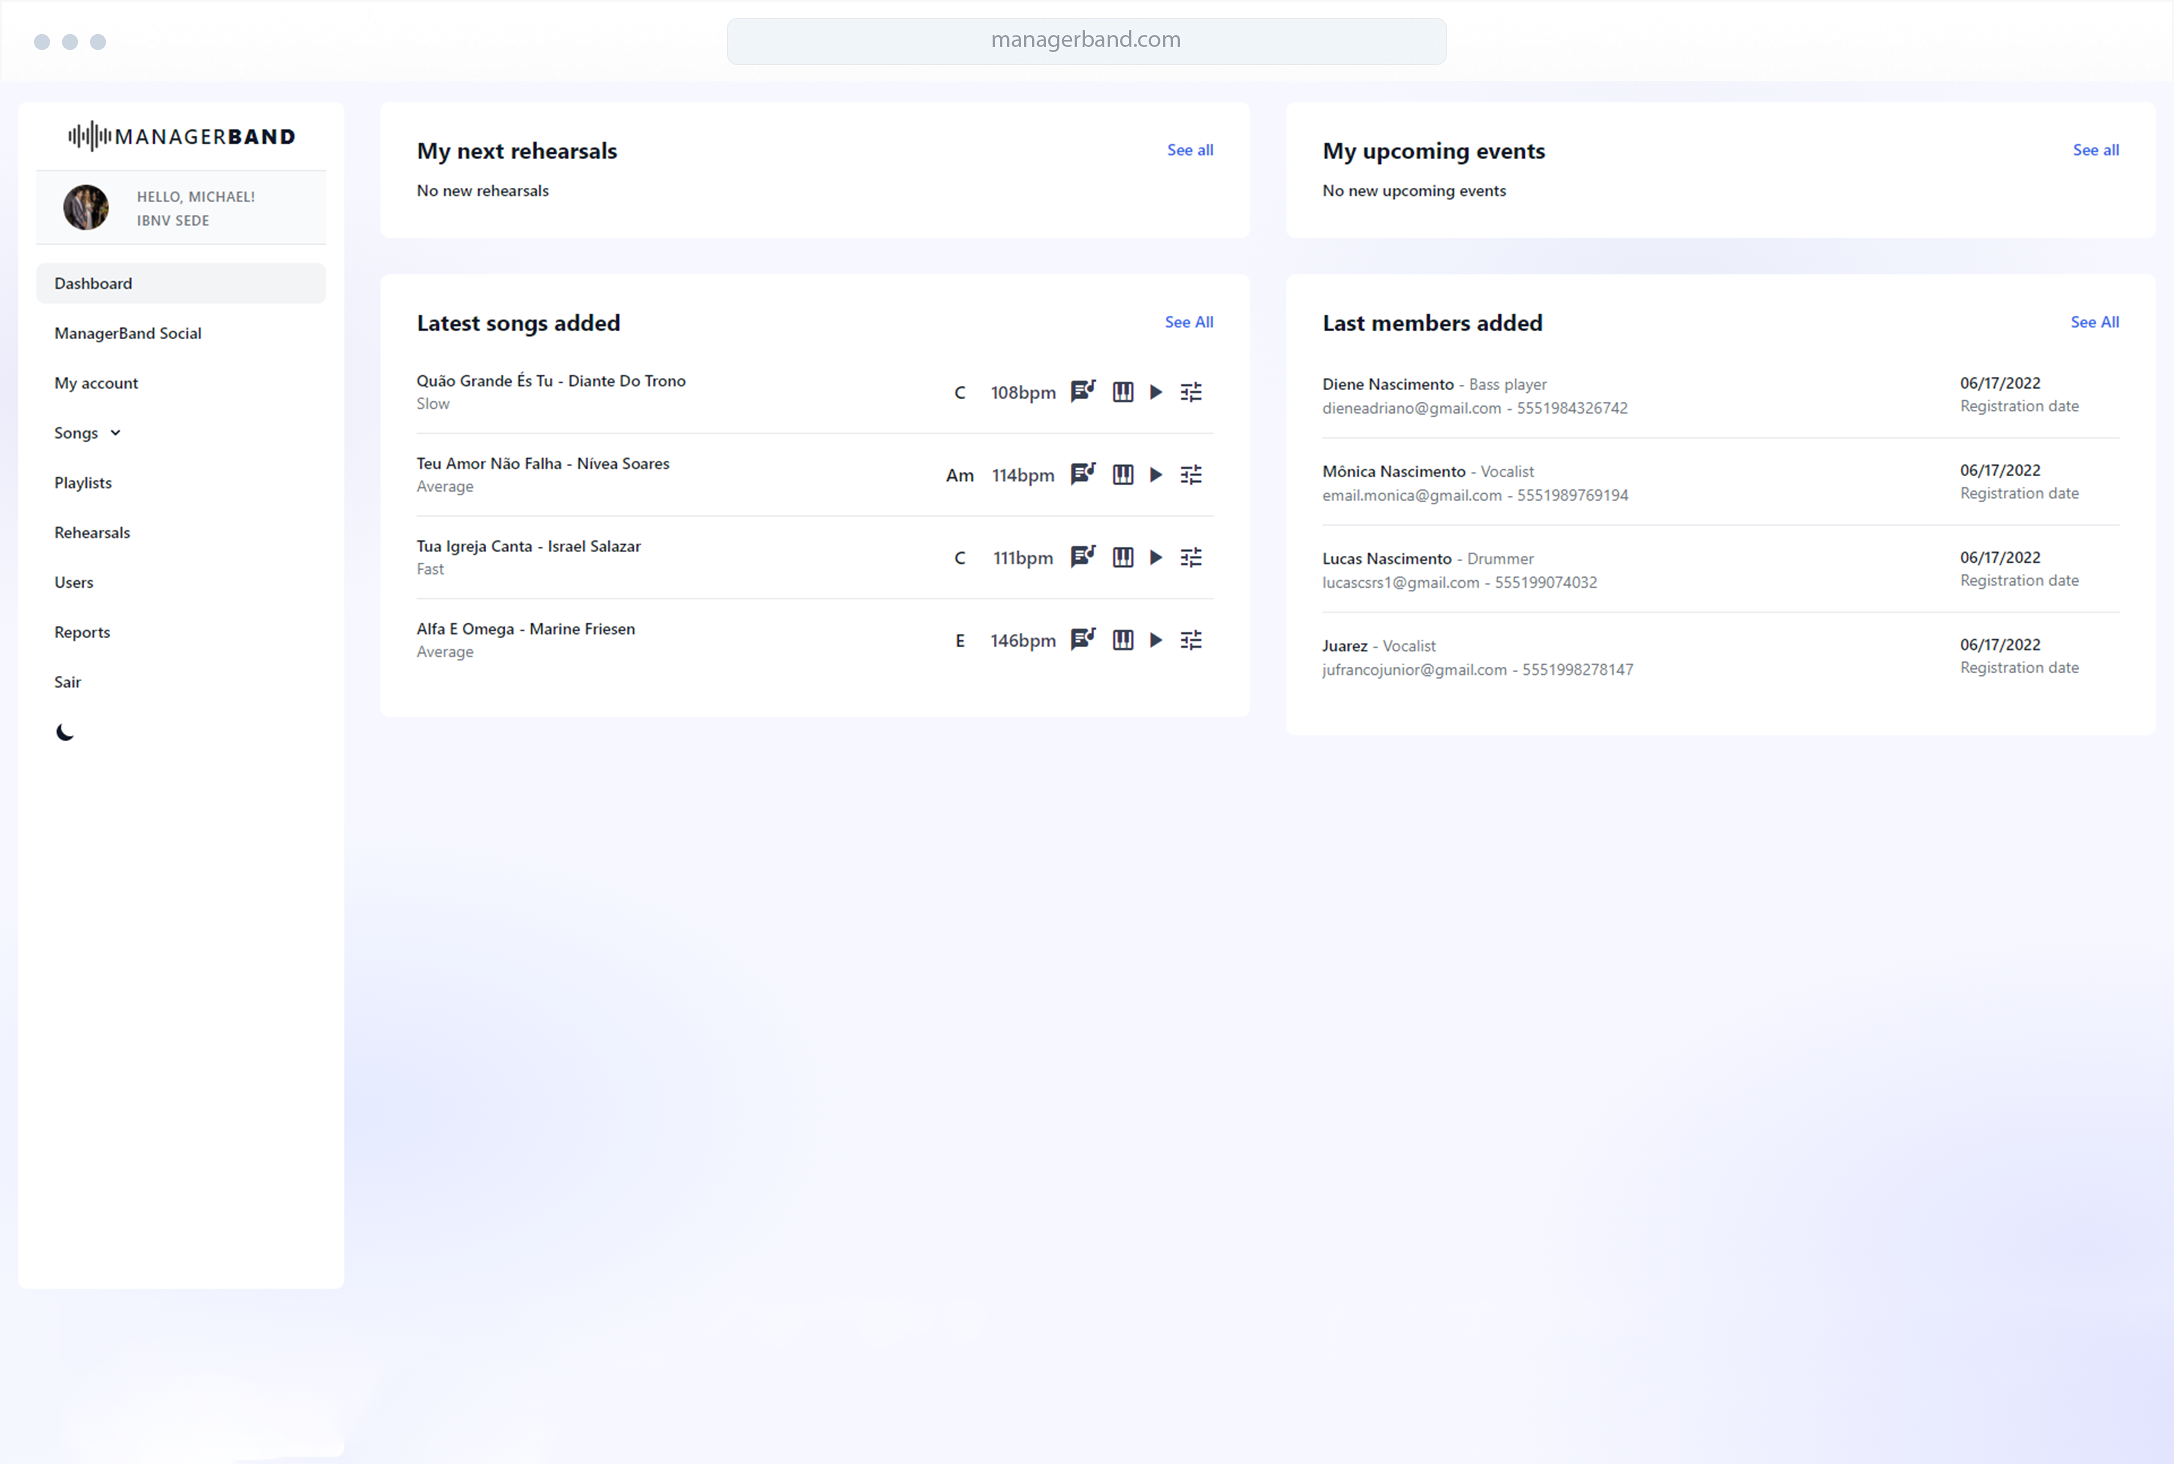 managerband.com
MANAGERBAND
HELLO, MICHAEL!
IBNV SEDE
Dashboard
ManagerBand Social
My account
Songs
Playlists
Rehearsals
Users
Reports
Sair
My next rehearsals
See all
No new rehearsals
My upcoming events
See all
No new upcoming events
Latest songs added
See All
Quão Grande És Tu - Diante Do Trono
Slow
C 108bpm
Teu Amor Não Falha - Nívea Soares
Average
Am 114bpm
Tua Igreja Canta - Israel Salazar
Fast
C 111bpm
Alfa E Omega - Marine Friesen
Average
E 146bpm
Last members added
See All
Diene Nascimento - Bass player
dieneadriano@gmail.com - 5551984326742
06/17/2022
Registration date
Mônica Nascimento - Vocalist
email.monica@gmail.com - 5551989769194
06/17/2022
Registration date
Lucas Nascimento - Drummer
lucascsrs1@gmail.com - 555199074032
06/17/2022
Registration date
Juarez - Vocalist
jufrancojunior@gmail.com - 5551998278147
06/17/2022
Registration date